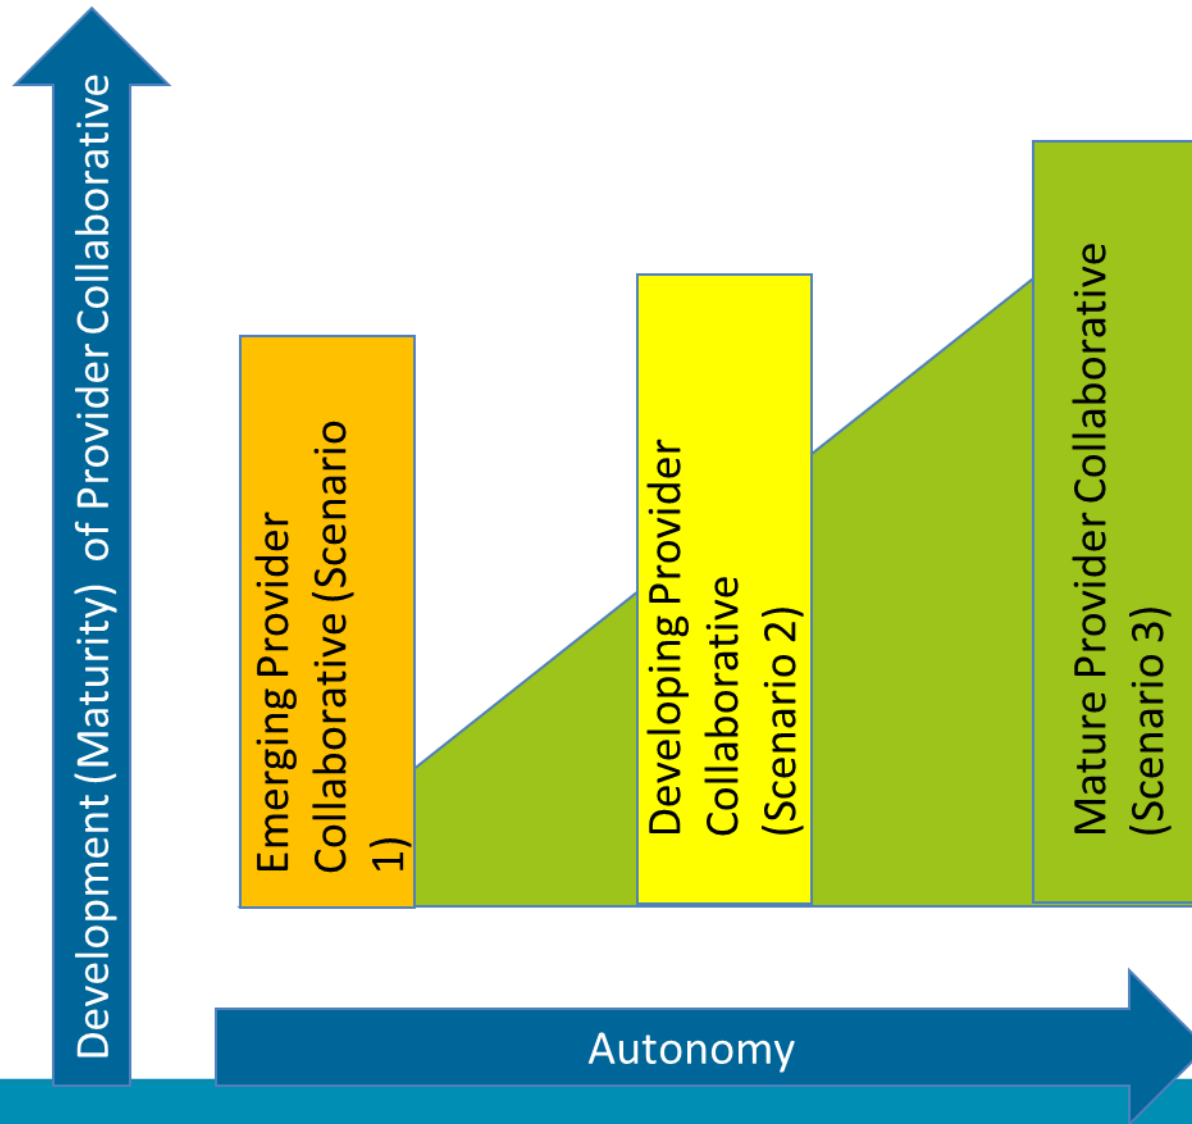 Development (Maturity)  of Provider Collaborative
Emerging Provider
Collaborative (Scenario
1)
Developing Provider
Collaborative
(Scenario 2)
Mature Provider Collaborative
(Scenario 3)
Autonomy